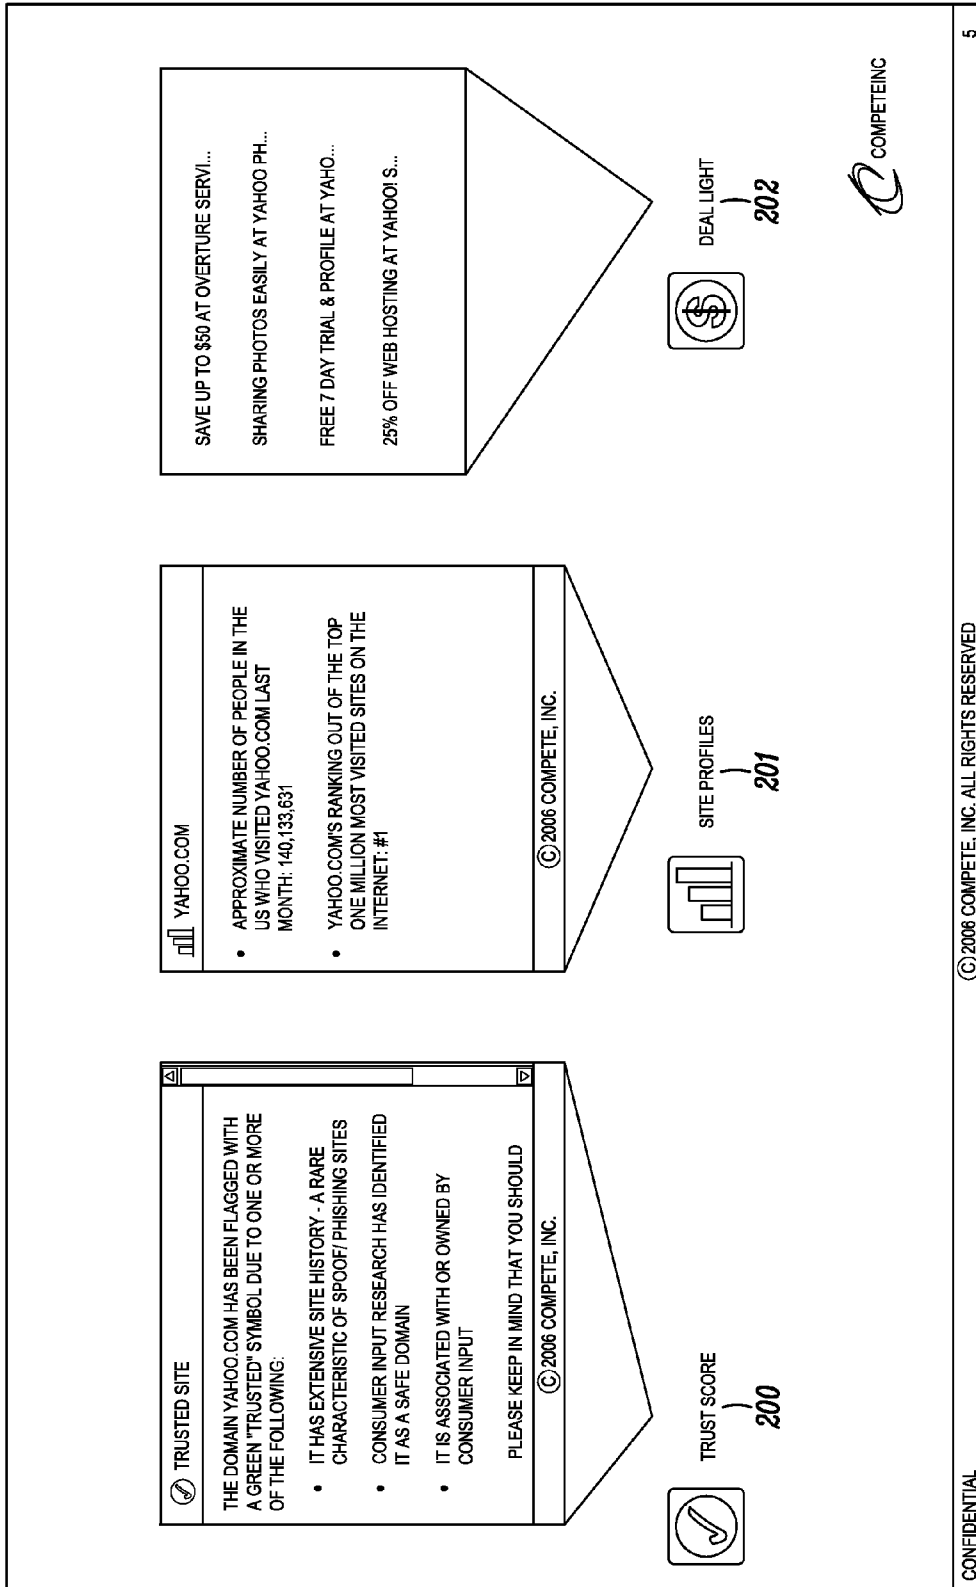 TRUSTED SITE
THE DOMAIN YAHOO.COM HAS BEEN FLAGGED WITH
A GREEN "TRUSTED" SYMBOL DUE TO ONE OR MORE
OF THE FOLLOWING:
• IT HAS EXTENSIVE SITE HISTORY - A RARE
CHARACTERISTIC OF SPOOF/ PHISHING SITES
• CONSUMER INPUT RESEARCH HAS IDENTIFIED
IT AS A SAFE DOMAIN
• IT IS ASSOCIATED WITH OR OWNED BY
CONSUMER INPUT
PLEASE KEEP IN MIND THAT YOU SHOULD
©2006 COMPETE, INC.
TRUST SCORE
200
YAHOO.COM
• APPROXIMATE NUMBER OF PEOPLE IN THE
US WHO VISITED YAHOO.COM LAST
MONTH: 140,133,631
• YAHOO.COM'S RANKING OUT OF THE TOP
ONE MILLION MOST VISITED SITES ON THE
INTERNET: #1
©2006 COMPETE, INC.
SITE PROFILES
201
SAVE UP TO $50 AT OVERTURE SERVI...
SHARING PHOTOS EASILY AT YAHOO PH...
FREE 7 DAY TRIAL & PROFILE AT YAHO...
25% OFF WEB HOSTING AT YAHOO! S...
$
DEAL LIGHT
202
COMPETEINC
CONFIDENTIAL
©2006 COMPETE, INC. ALL RIGHTS RESERVED
5